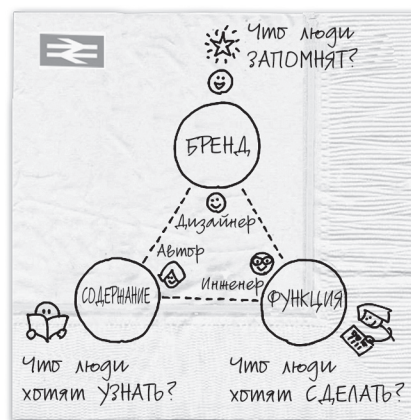 Что люди
ЗАПОМНЯТ?
БРЕНД
Дизайнер
Автор
Инженер
СОДЕРЖАНИЕ
ФУНКЦИЯ
Что люди
хотят УЗНАТЬ?
Что люди
хотят СДЕЛАТЬ?